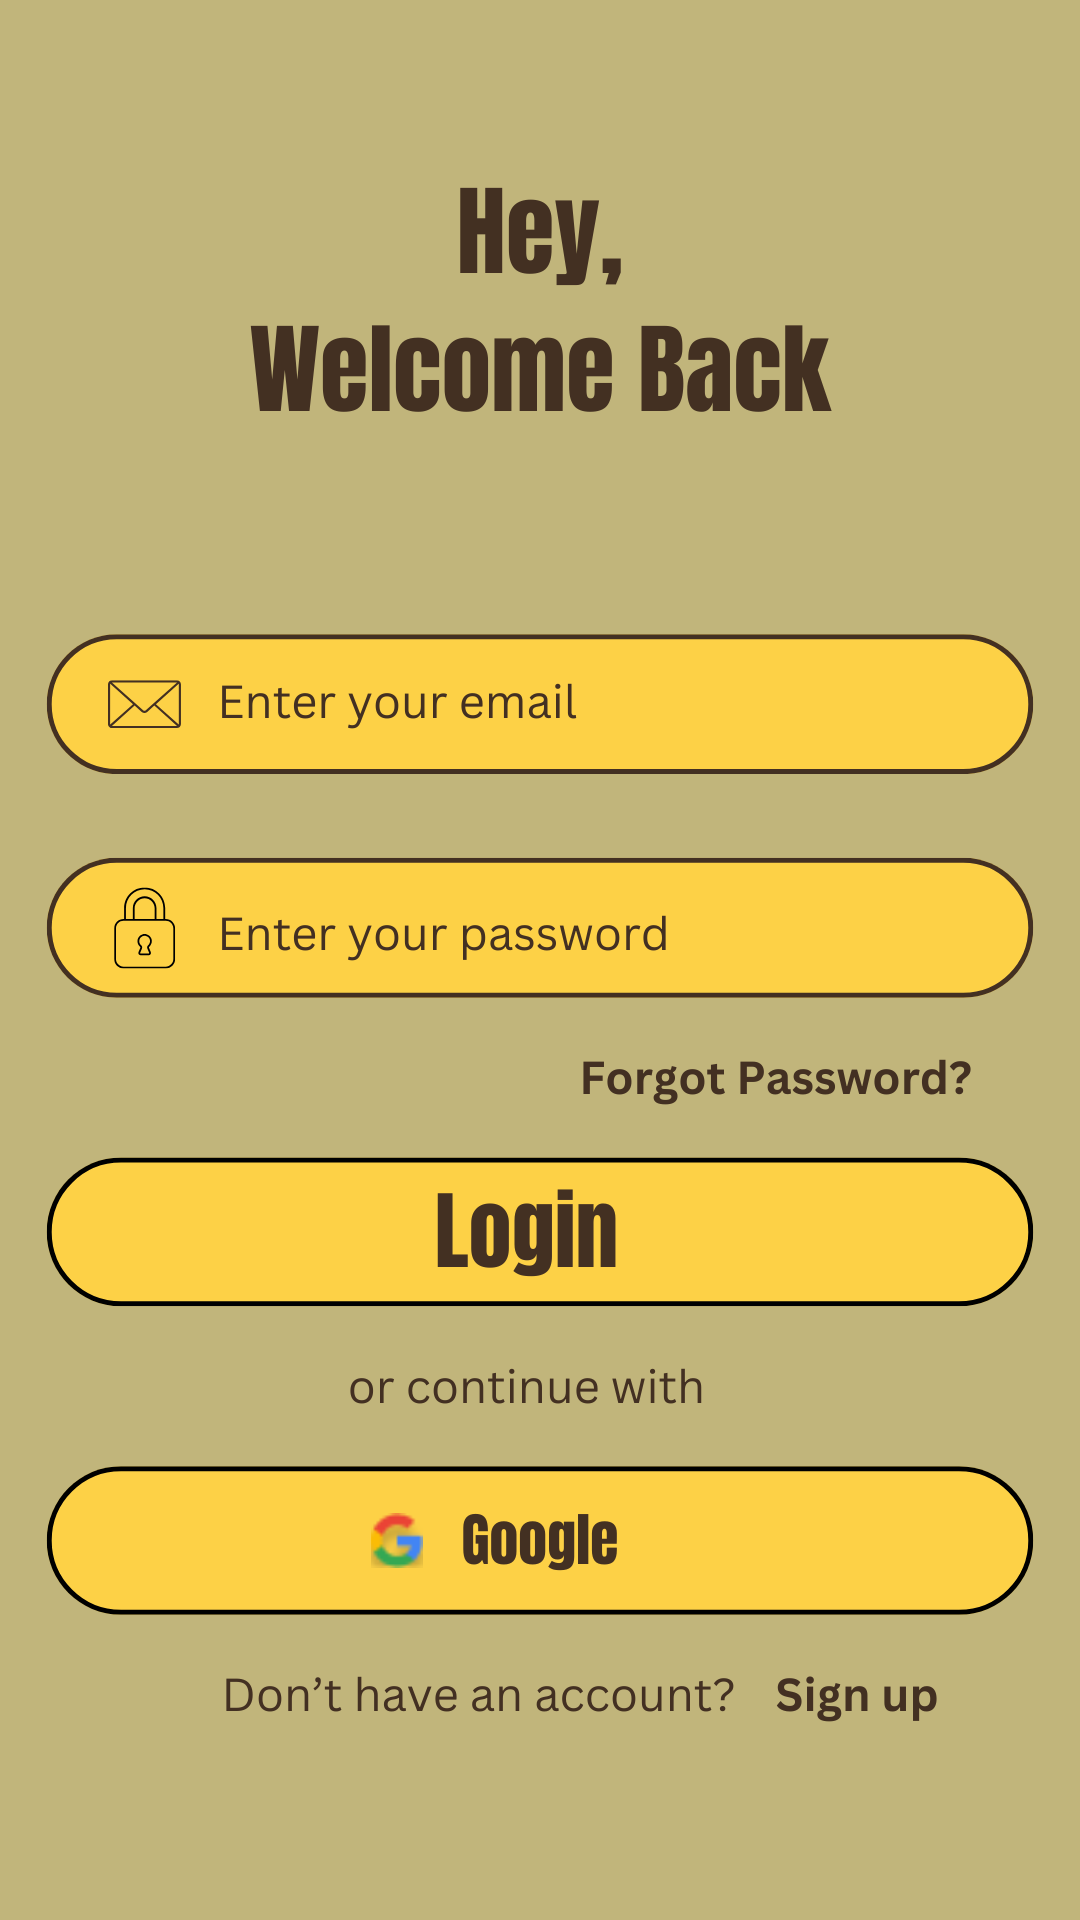 Hey,
Welcome Back
Enter your email
Enter your password
Forgot Password?
Login
or continue with
Google
Don’t have an account? Sign up